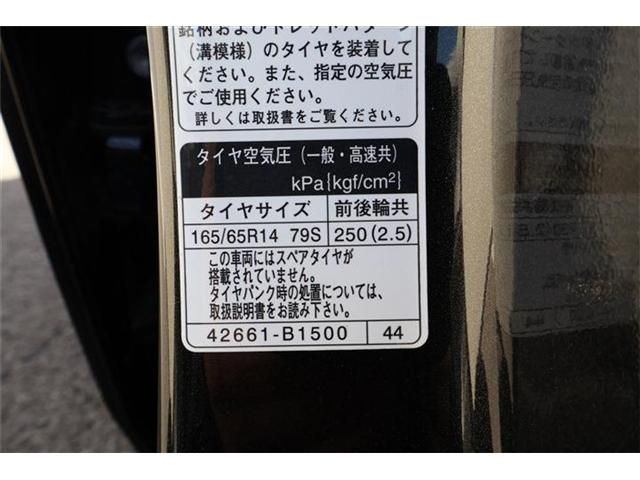 銘柄およびトレッドパターン
（溝模様）のタイヤを装着して
ください。また、指定の空気圧
でご使用ください。
詳しくは取扱書をご覧ください。
タイヤ空気圧（一般・高速共）
kPa{kgf/cm²}
タイヤサイズ 前後輪共
165/65R14 79S 250(2.5)
この車両にはスペアタイヤが
搭載されていません。
タイヤパンク時の処置については、
取扱説明書をお読み下さい。
42661-B1500 44